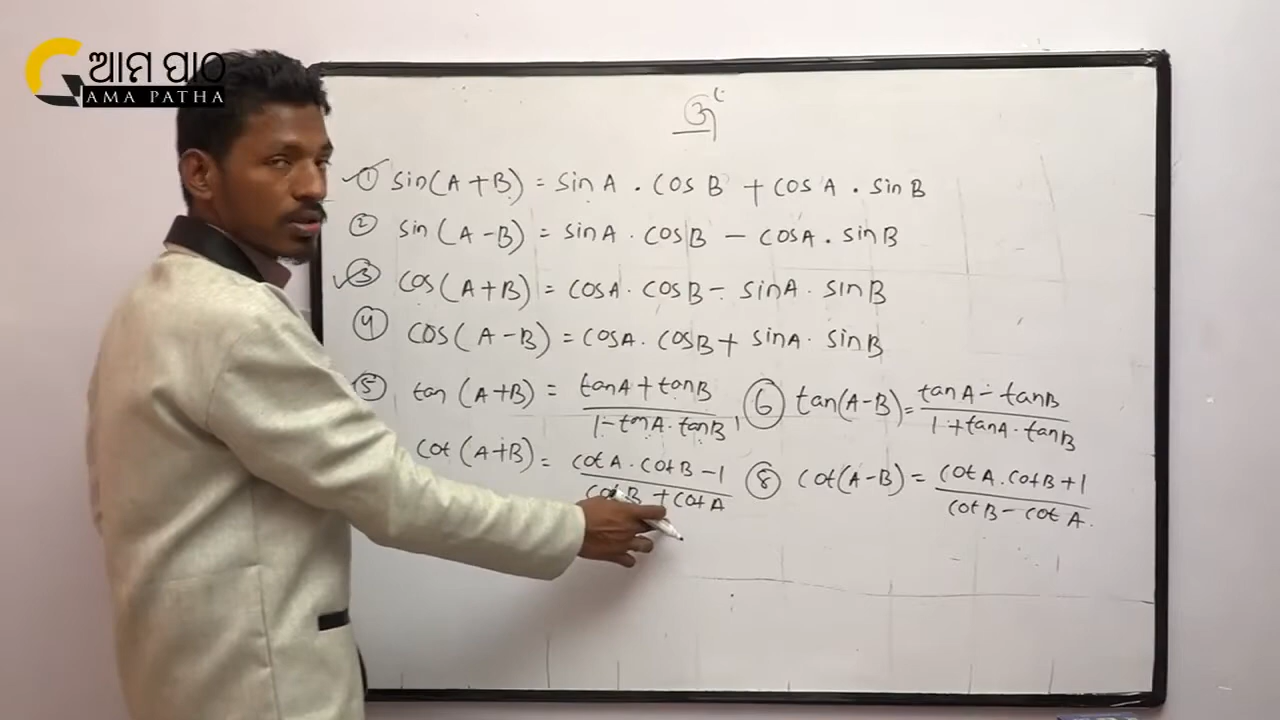 ଆମ ପାଠ
AMA PATHA
① sin(A+B) = sinA . cosB + cosA . sinB
② sin(A-B) = sinA . cosB - cosA . sinB
③ cos(A+B) = cosA . cosB - sinA . sinB
④ cos(A-B) = cosA . cosB + sinA . sinB
⑤ tan(A+B) = tanA + tanB / 1 - tanA . tanB, ⑥ tan(A-B) = tanA - tanB / 1 + tanA . tanB
cot(A+B) = cotA . cotB - 1 / cotB + cotA ⑧ cot(A-B) = cotA . cotB + 1 / cotB - cotA.